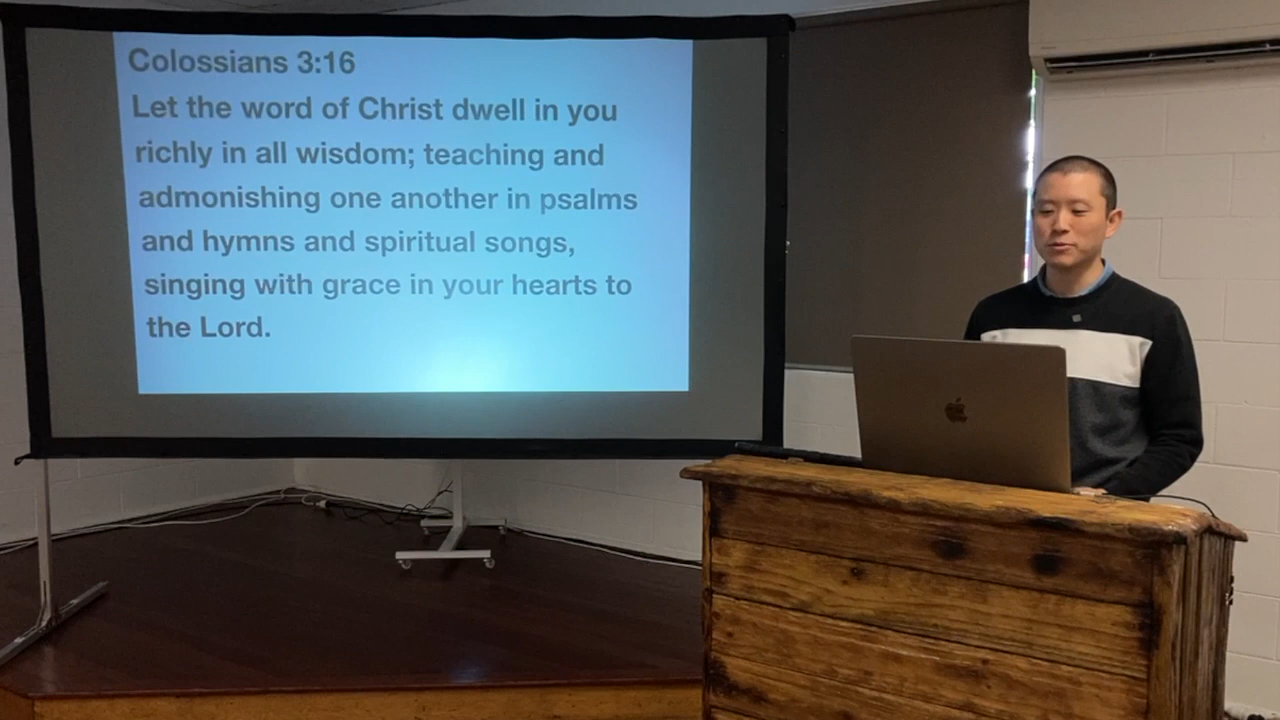 Colossians 3:16
Let the word of Christ dwell in you
richly in all wisdom; teaching and
admonishing one another in psalms
and hymns and spiritual songs,
singing with grace in your hearts to
the Lord.